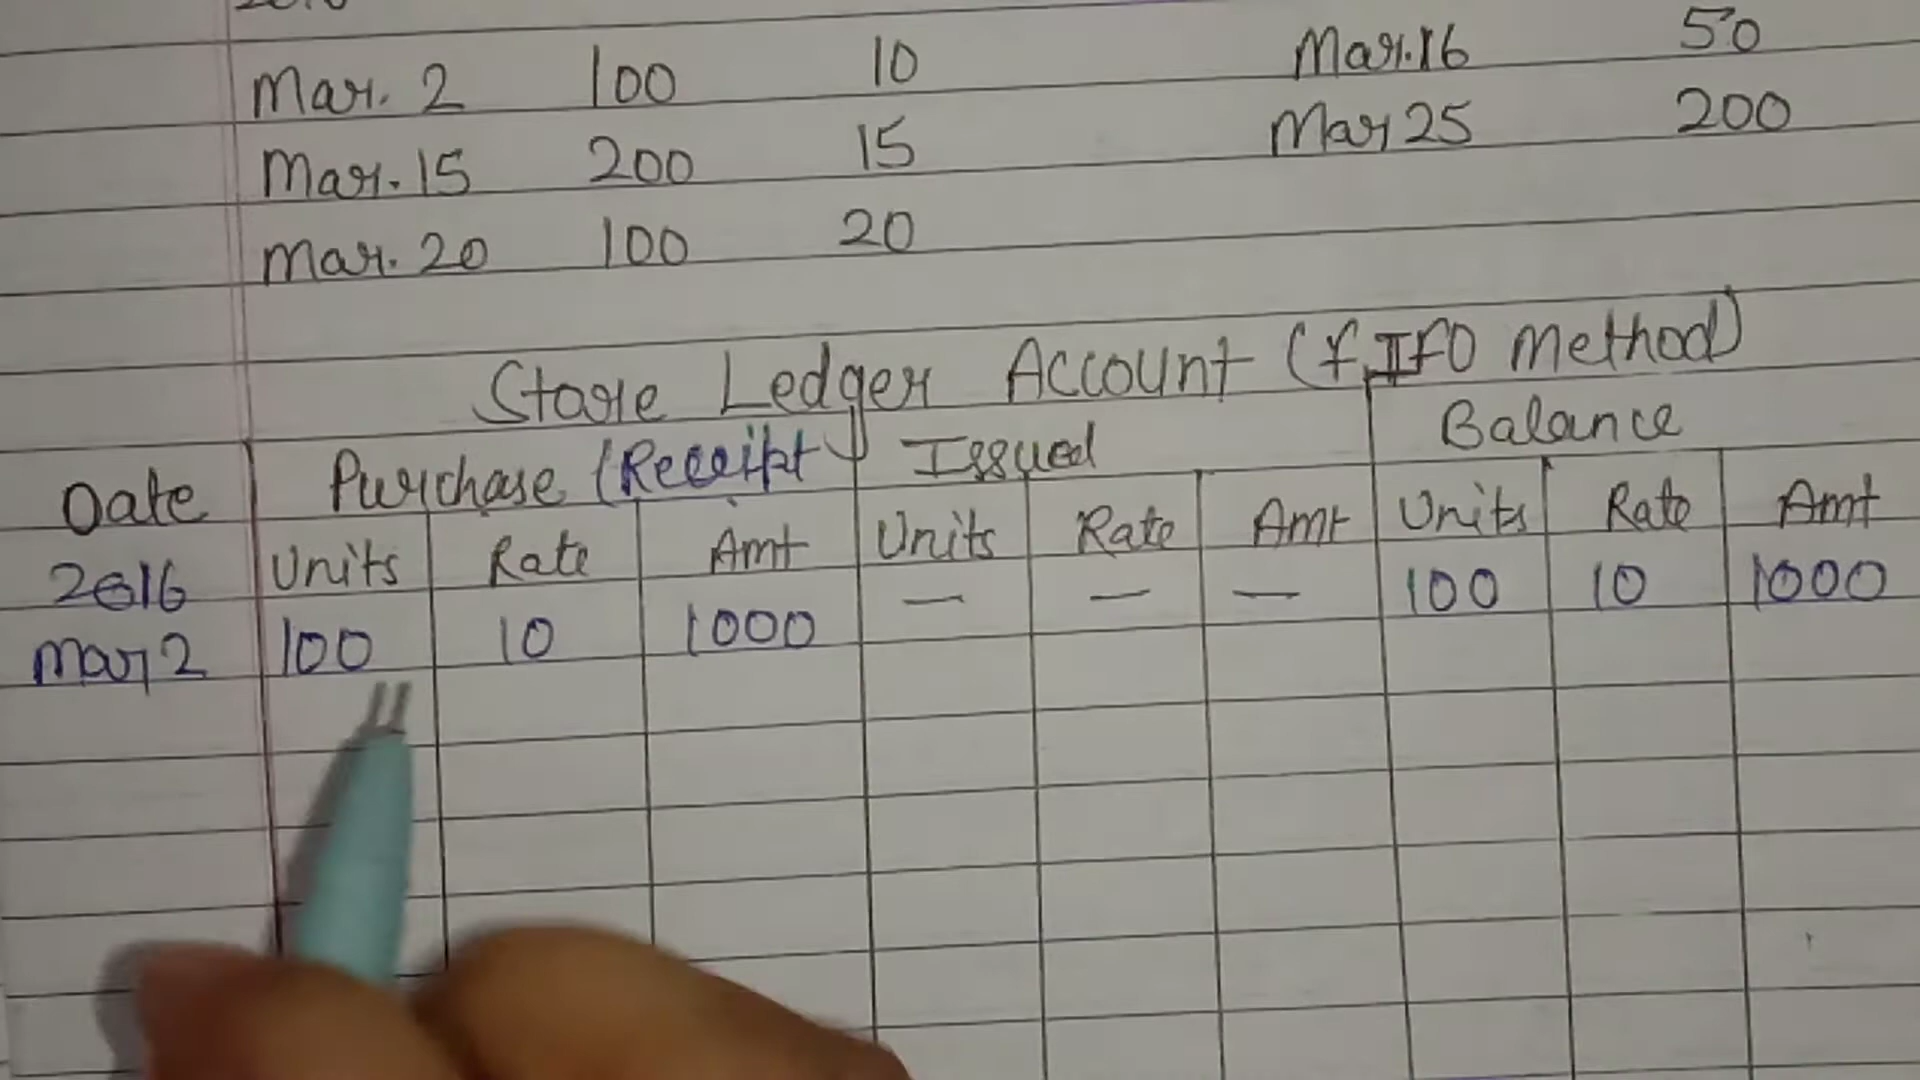 Mar. 2 100 10 Mar.16 50
Mar. 15 200 15 Mar 25 200
Mar. 20 100 20
Store Ledger Account (FIFO Method)
Date Purchase (Receipt) Issued Balance
2016 Units Rate Amt Units Rate Amt Units Rate Amt
Mar 2 100 10 1000 — — — 100 10 1000